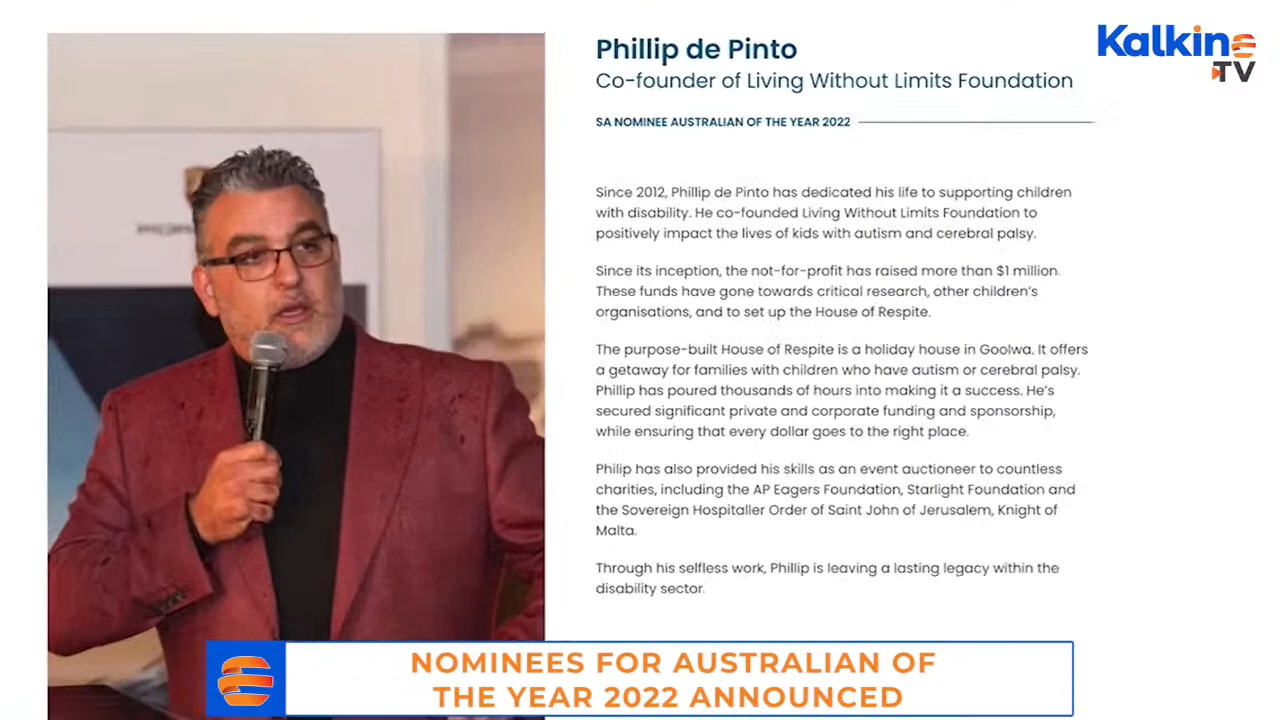 Kalkine
TV
Phillip de Pinto
Co-founder of Living Without Limits Foundation
SA NOMINEE AUSTRALIAN OF THE YEAR 2022
Since 2012, Phillip de Pinto has dedicated his life to supporting children
with disability. He co-founded Living Without Limits Foundation to
positively impact the lives of kids with autism and cerebral palsy.
Since its inception, the not-for-profit has raised more than $1 million.
These funds have gone towards critical research, other children's
organisations, and to set up the House of Respite.
The purpose-built House of Respite is a holiday house in Goolwa. It offers
a getaway for families with children who have autism or cerebral palsy.
Phillip has poured thousands of hours into making it a success. He's
secured significant private and corporate funding and sponsorship,
while ensuring that every dollar goes to the right place.
Philip has also provided his skills as an event auctioneer to countless
charities, including the AP Eagers Foundation, Starlight Foundation and
the Sovereign Hospitaller Order of Saint John of Jerusalem, Knight of
Malta.
Through his selfless work, Phillip is leaving a lasting legacy within the
disability sector.
NOMINEES FOR AUSTRALIAN OF
THE YEAR 2022 ANNOUNCED